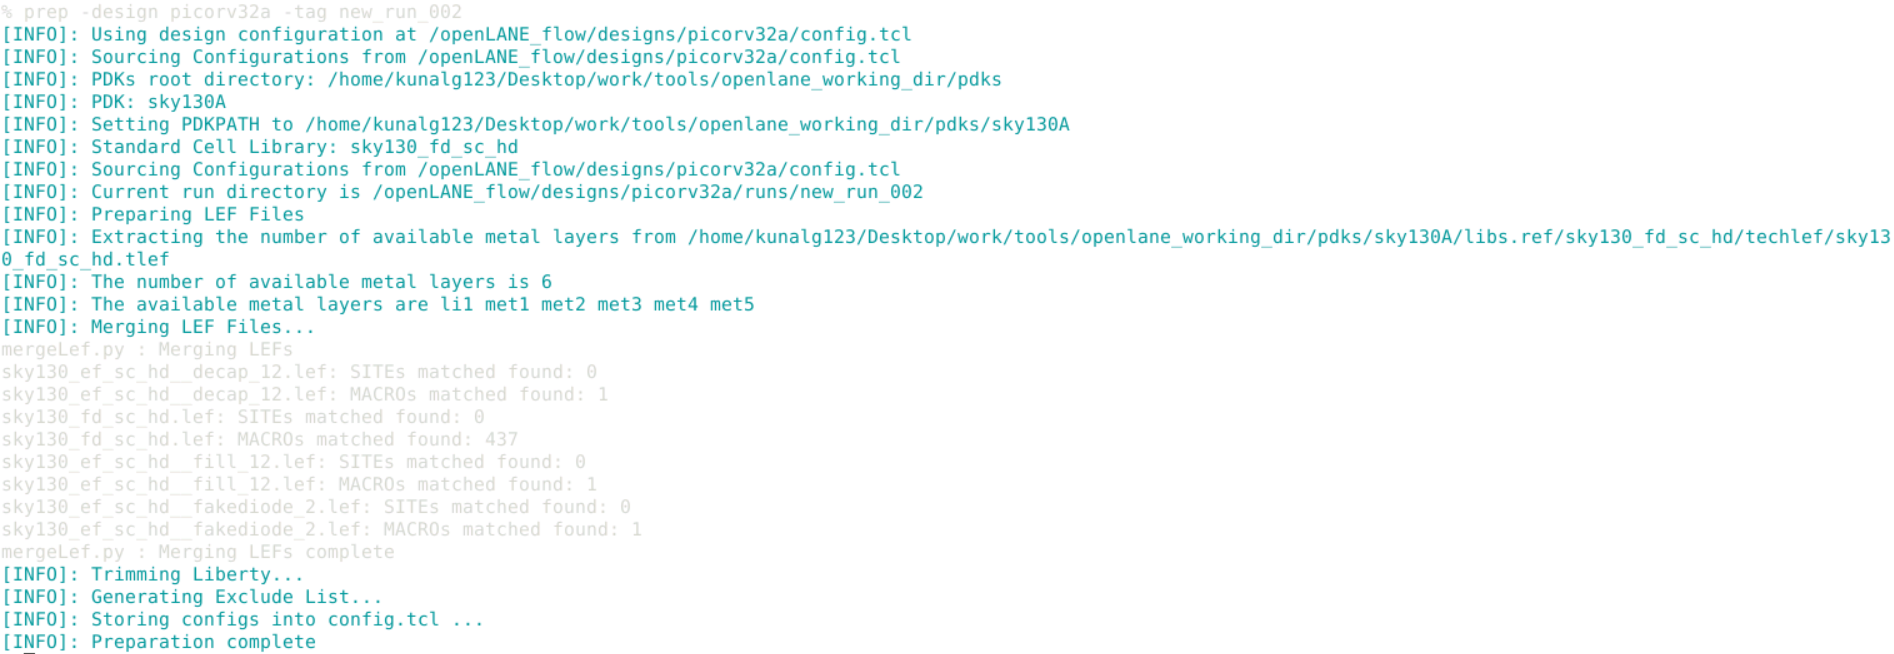 % prep -design picorv32a -tag new_run_002
[INFO]: Using design configuration at /openLANE_flow/designs/picorv32a/config.tcl
[INFO]: Sourcing Configurations from /openLANE_flow/designs/picorv32a/config.tcl
[INFO]: PDKs root directory: /home/kunalg123/Desktop/work/tools/openlane_working_dir/pdks
[INFO]: PDK: sky130A
[INFO]: Setting PDKPATH to /home/kunalg123/Desktop/work/tools/openlane_working_dir/pdks/sky130A
[INFO]: Standard Cell Library: sky130_fd_sc_hd
[INFO]: Sourcing Configurations from /openLANE_flow/designs/picorv32a/config.tcl
[INFO]: Current run directory is /openLANE_flow/designs/picorv32a/runs/new_run_002
[INFO]: Preparing LEF Files
[INFO]: Extracting the number of available metal layers from /home/kunalg123/Desktop/work/tools/openlane_working_dir/pdks/sky130A/libs.ref/sky130_fd_sc_hd/techlef/sky13
0_fd_sc_hd.tlef
[INFO]: The number of available metal layers is 6
[INFO]: The available metal layers are li1 met1 met2 met3 met4 met5
[INFO]: Merging LEF Files...
mergeLef.py : Merging LEFs
sky130_ef_sc_hd__decap_12.lef: SITEs matched found: 0
sky130_ef_sc_hd__decap_12.lef: MACROs matched found: 1
sky130_fd_sc_hd.lef: SITEs matched found: 0
sky130_fd_sc_hd.lef: MACROs matched found: 437
sky130_ef_sc_hd__fill_12.lef: SITEs matched found: 0
sky130_ef_sc_hd__fill_12.lef: MACROs matched found: 1
sky130_ef_sc_hd__fakediode_2.lef: SITEs matched found: 0
sky130_ef_sc_hd__fakediode_2.lef: MACROs matched found: 1
mergeLef.py : Merging LEFs complete
[INFO]: Trimming Liberty...
[INFO]: Generating Exclude List...
[INFO]: Storing configs into config.tcl ...
[INFO]: Preparation complete